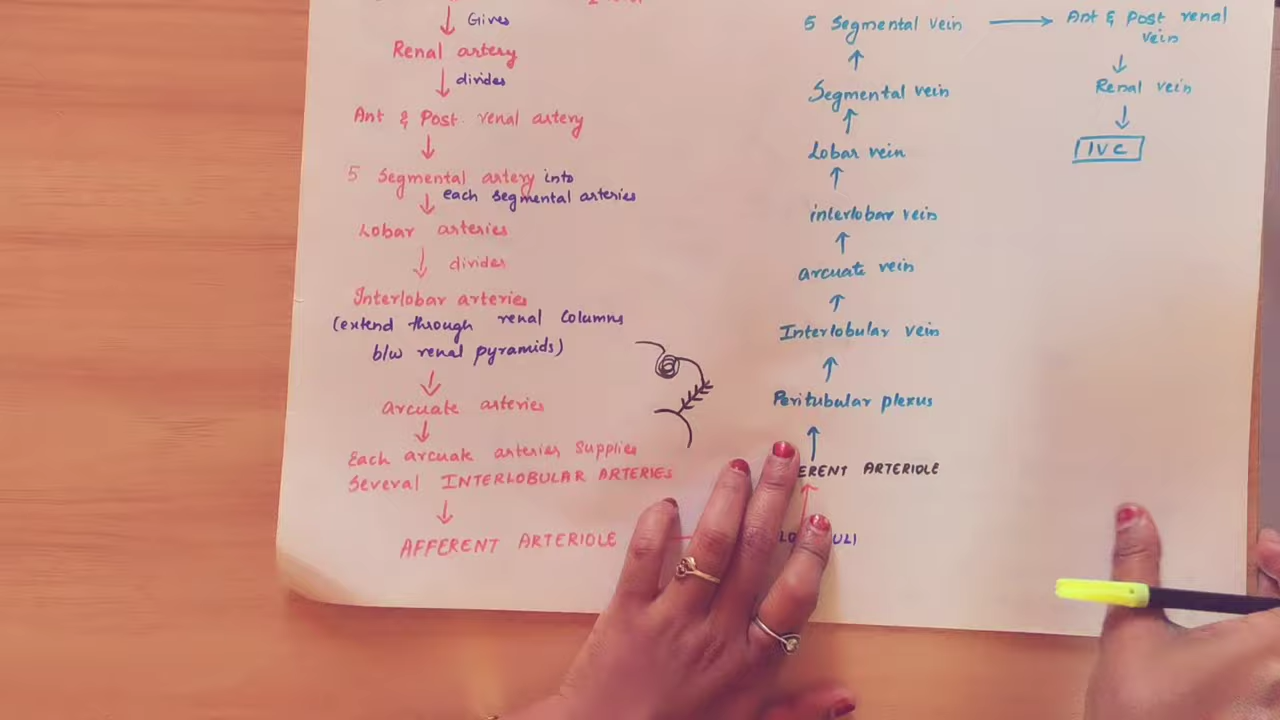 Gives
Renal artery
divides
Ant & Post. renal artery
5 Segmental artery into
each segmental arteries
Lobar arteries
divides
Interlobar arteries
(extend through renal columns
b/w renal pyramids)
Arcuate arteries
Each arcuate arteries supplies
Several INTERLOBULAR ARTERIES
AFFERENT ARTERIOLE
5 Segmental vein
Segmental vein
Lobar vein
interlobar vein
arcuate vein
Interlobular vein
Peritubular plexus
ERENT ARTERIOLE
Ant & Post renal
vein
Renal vein
IVC